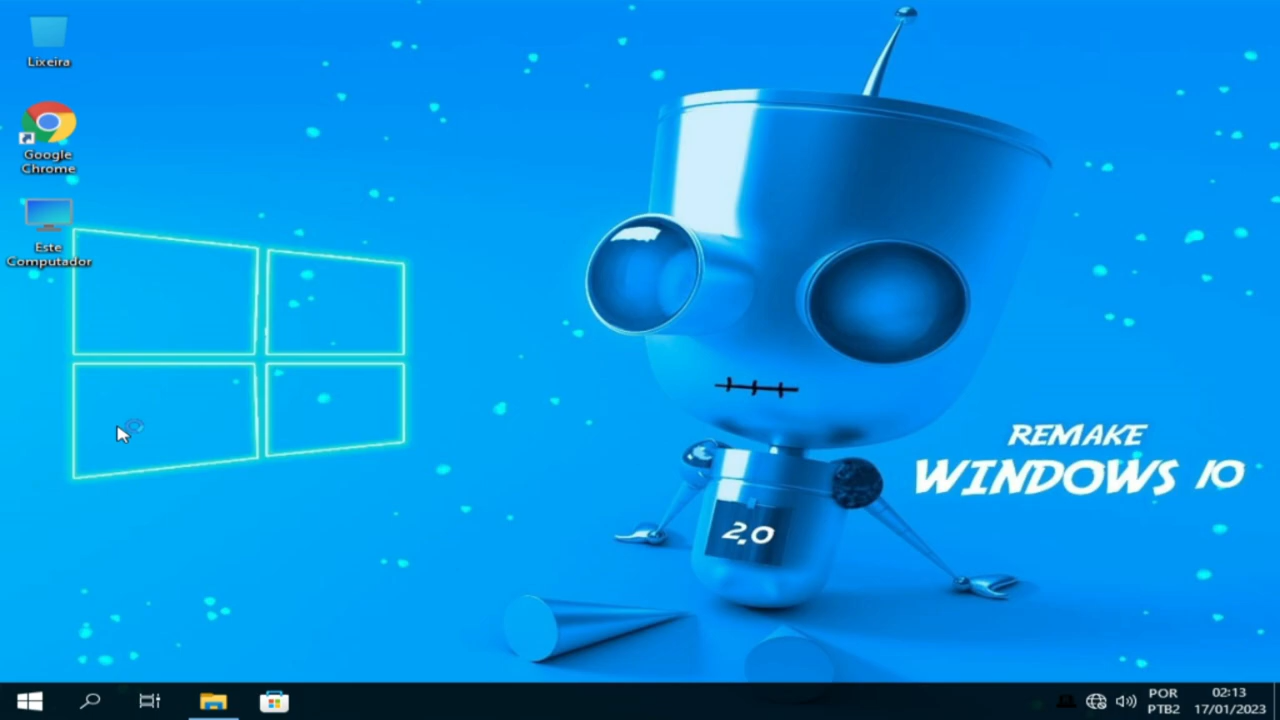 Lixeira
Google
Chrome
Este
Computador
REMAKE
WINDOWS 10
2.0
POR
PTB2
02:13
17/01/2023